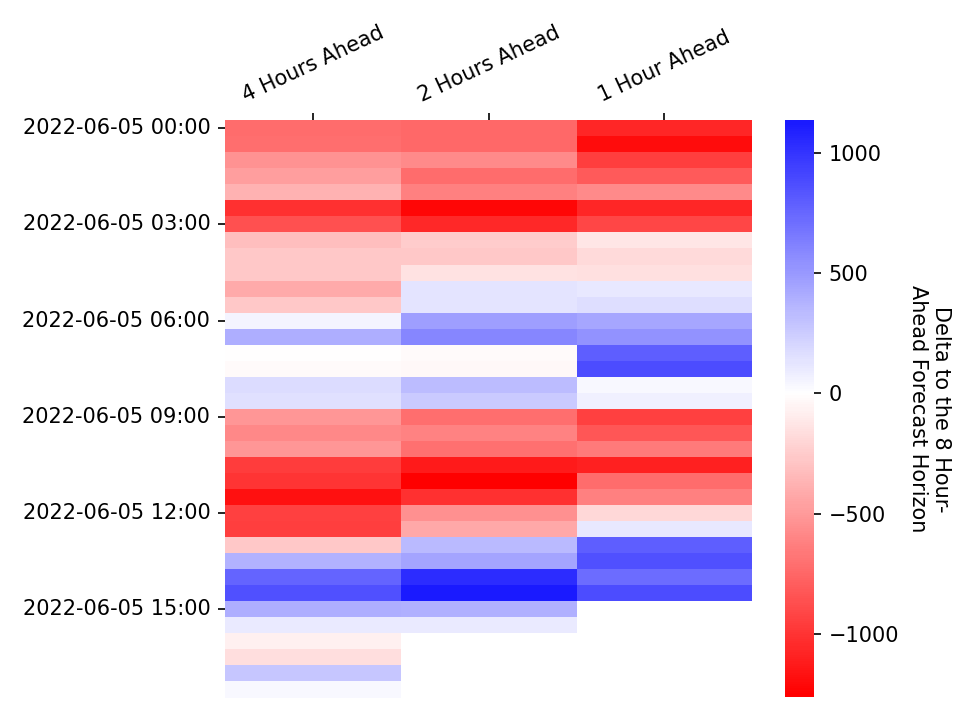 4 Hours Ahead
2 Hours Ahead
1 Hour Ahead
2022-06-05 00:00
2022-06-05 03:00
2022-06-05 06:00
2022-06-05 09:00
2022-06-05 12:00
2022-06-05 15:00
1000
500
0
−500
−1000
Delta to the 8 Hour-
Ahead Forecast Horizon